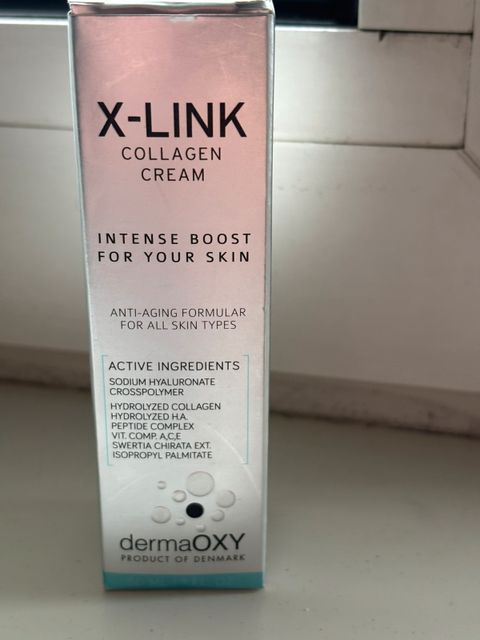 X-LINK
COLLAGEN
CREAM
INTENSE BOOST
FOR YOUR SKIN
ANTI-AGING FORMULAR
FOR ALL SKIN TYPES
ACTIVE INGREDIENTS
SODIUM HYALURONATE
CROSSPOLYMER
HYDROLYZED COLLAGEN
HYDROLYZED H.A.
PEPTIDE COMPLEX
VIT. COMP. A,C,E
SWERTIA CHIRATA EXT.
ISOPROPYL PALMITATE
dermaOXY
PRODUCT OF DENMARK